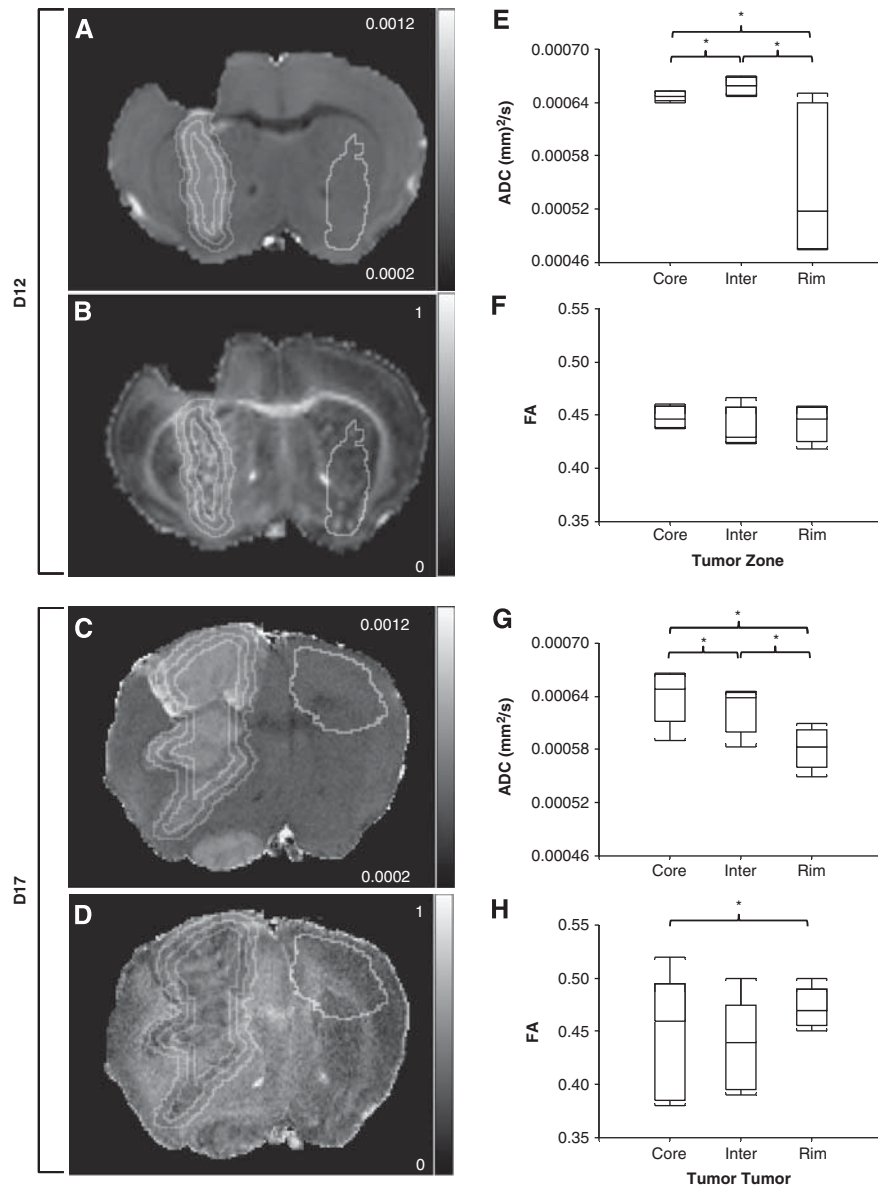 D12
A
0.0012
0.0002
B
1
0
E
ADC (mm)²/s)
0.00070
0.00064
0.00058
0.00052
0.00046
*
*
*
Core
Inter
Rim
F
FA
0.55
0.50
0.45
0.40
0.35
Core
Inter
Rim
Tumor Zone
D17
C
0.0012
0.0002
D
1
0
G
ADC (mm²/s)
0.00070
0.00064
0.00058
0.00052
0.00046
*
*
*
Core
Inter
Rim
H
FA
0.55
0.50
0.45
0.40
0.35
*
Core
Inter
Rim
Tumor Tumor